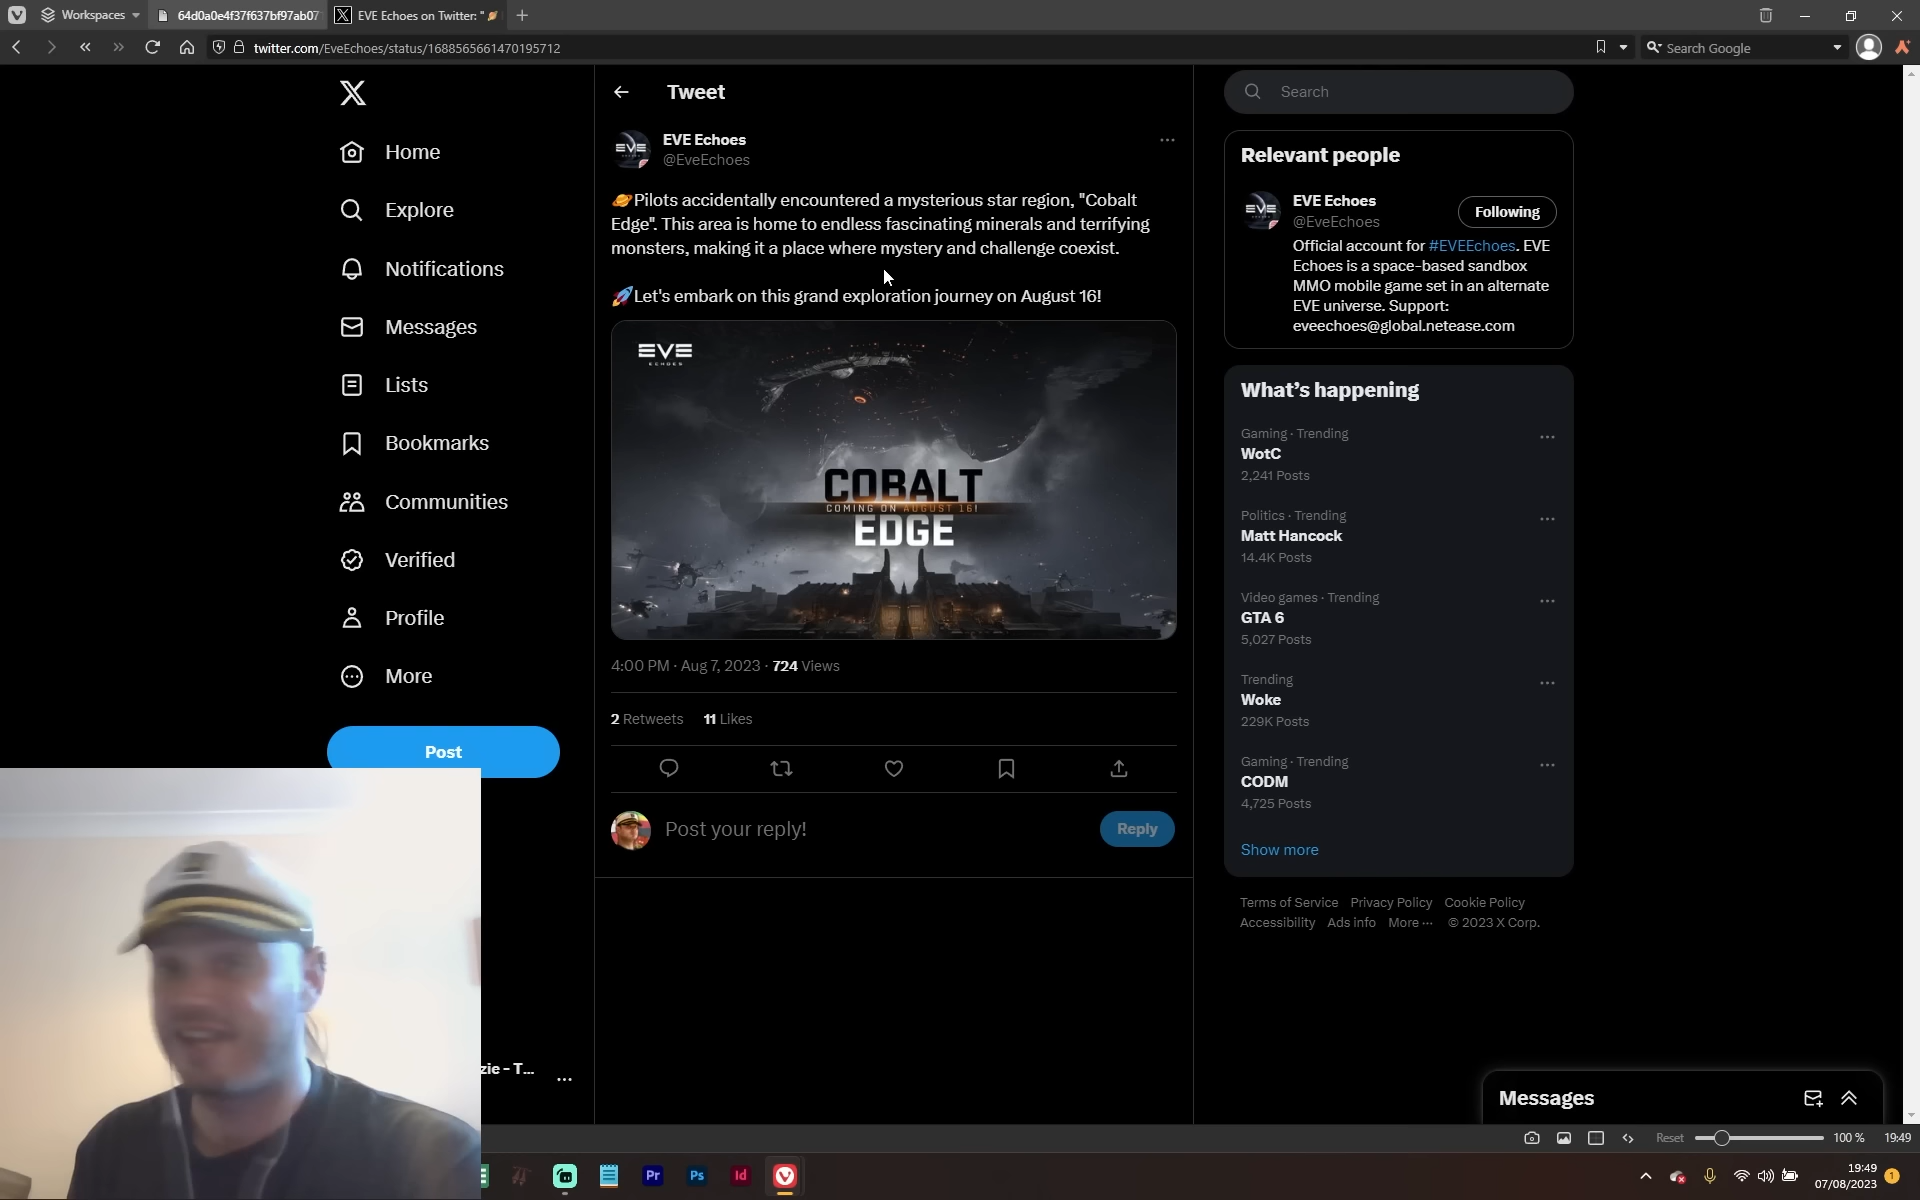 Workspaces
64d0a0e4f37f637bf97ab07
EVE Echoes on Twitter: "
twitter.com/EveEchoes/status/1688565661470195712
Search Google
X
Home
Explore
Notifications
Messages
Lists
Bookmarks
Communities
Verified
Profile
More
Post
zie - T...
Tweet
EVE Echoes
@EveEchoes
🪐Pilots accidentally encountered a mysterious star region, "Cobalt
Edge". This area is home to endless fascinating minerals and terrifying
monsters, making it a place where mystery and challenge coexist.
🚀Let's embark on this grand exploration journey on August 16!
EVE
ECHOES
COBALT
COMING ON AUGUST 16!
EDGE
4:00 PM · Aug 7, 2023 · 724 Views
2 Retweets 11 Likes
Post your reply!
Reply
Search
Relevant people
EVE Echoes
@EveEchoes
Following
Official account for #EVEEchoes. EVE
Echoes is a space-based sandbox
MMO mobile game set in an alternate
EVE universe. Support:
eveechoes@global.netease.com
What's happening
Gaming · Trending
WotC
2,241 Posts
Politics · Trending
Matt Hancock
14.4K Posts
Video games · Trending
GTA 6
5,027 Posts
Trending
Woke
229K Posts
Gaming · Trending
CODM
4,725 Posts
Show more
Terms of Service Privacy Policy Cookie Policy
Accessibility Ads info More ··· © 2023 X Corp.
Messages
Reset 100 % 19:49
Pr Ps Id
19:49
07/08/2023
1